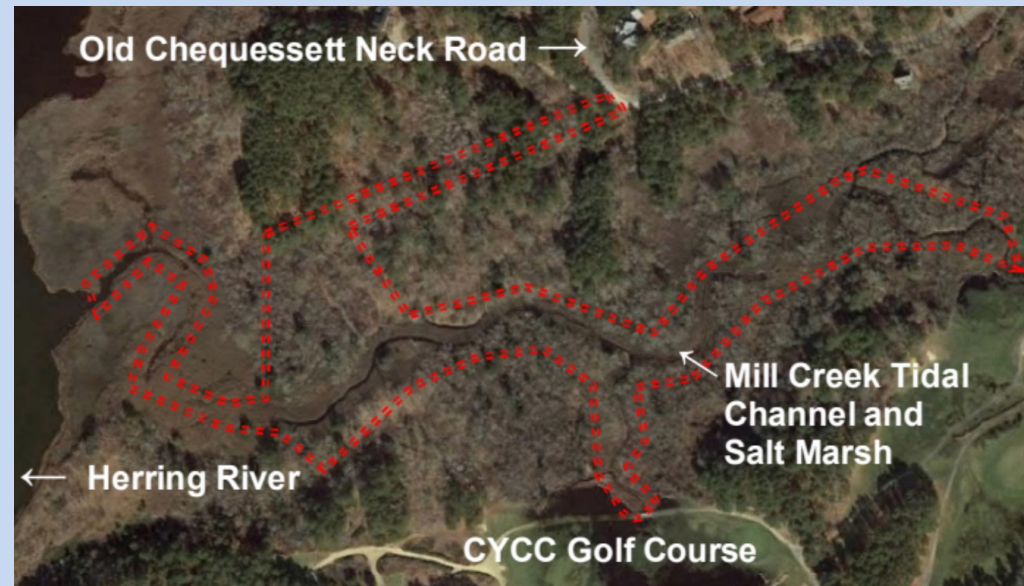 Old Chequessett Neck Road →
Mill Creek Tidal
Channel and
Salt Marsh
← Herring River
CYCC Golf Course